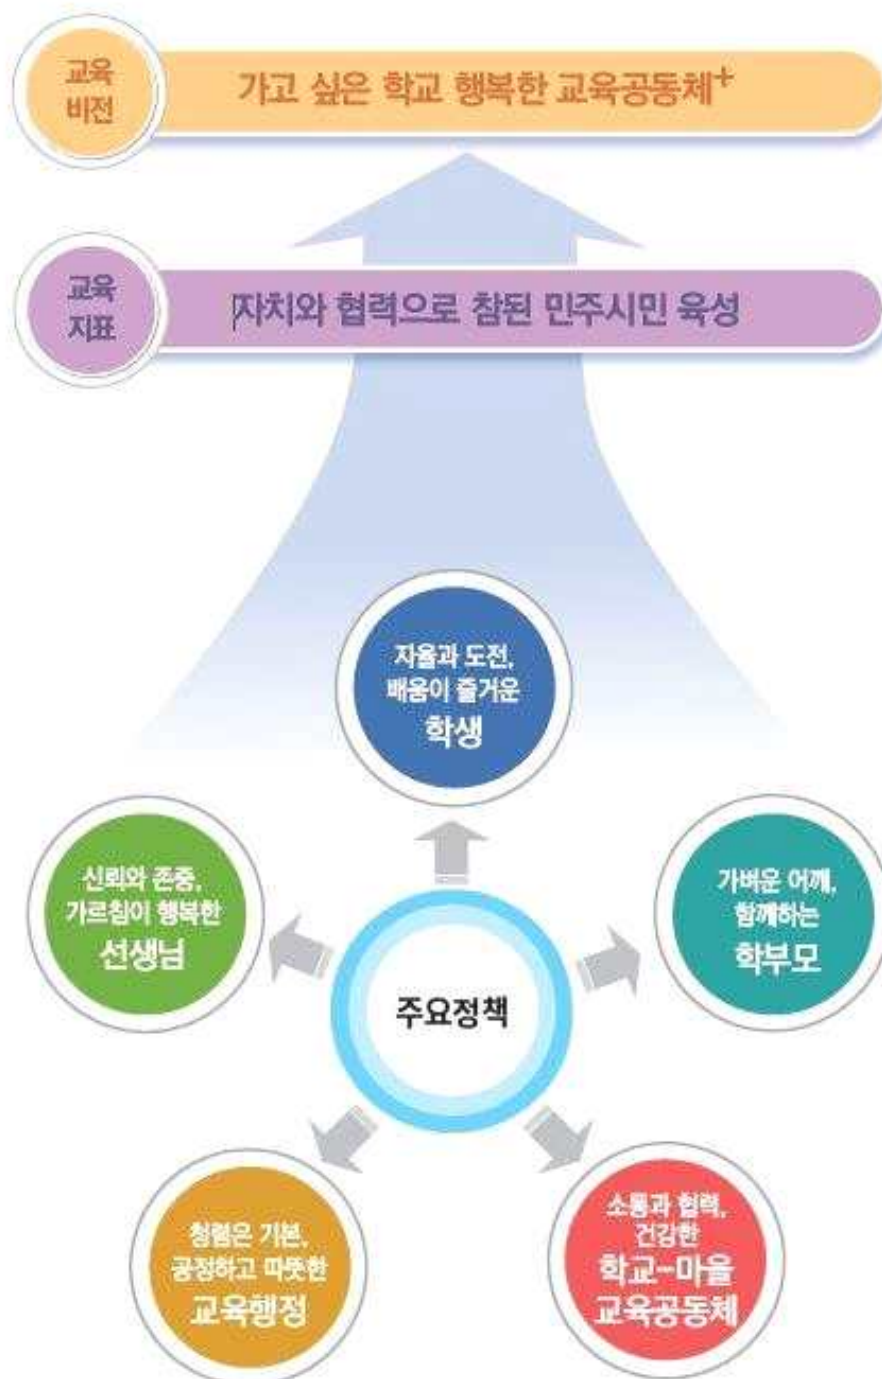 교육
비전
가고 싶은 학교 행복한 교육공동체+
교육
지표
자치와 협력으로 참된 민주시민 육성
자율과 도전,
배움이 즐거운
학생
신뢰와 존중,
가르침이 행복한
선생님
가벼운 어깨,
함께하는
학부모
주요정책
청렴은 기본,
공정하고 따뜻한
교육행정
소통과 협력,
건강한
학교-마을
교육공동체